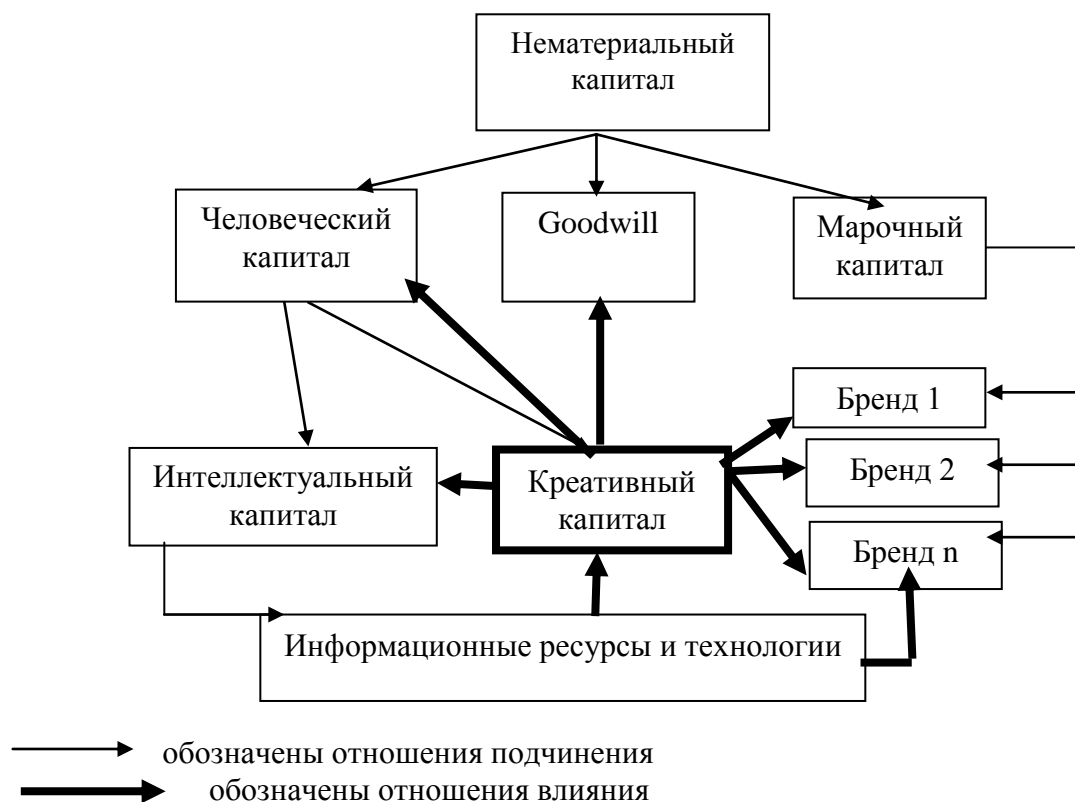 Нематериальный
капитал
Человеческий
капитал
Goodwill
Марочный
капитал
Бренд 1
Интеллектуальный
капитал
Креативный
капитал
Бренд 2
Бренд n
Информационные ресурсы и технологии
обозначены отношения подчинения
обозначены отношения влияния